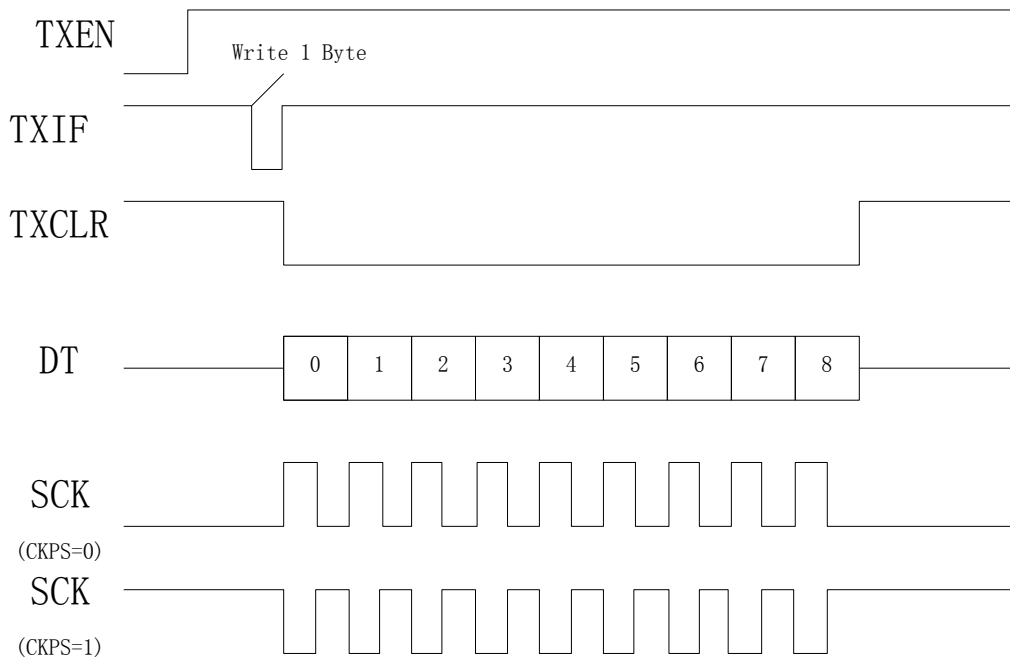 TXEN
Write 1 Byte
TXIF
TXCLR
DT
0 1 2 3 4 5 6 7 8
SCK
(CKPS=0)
SCK
(CKPS=1)